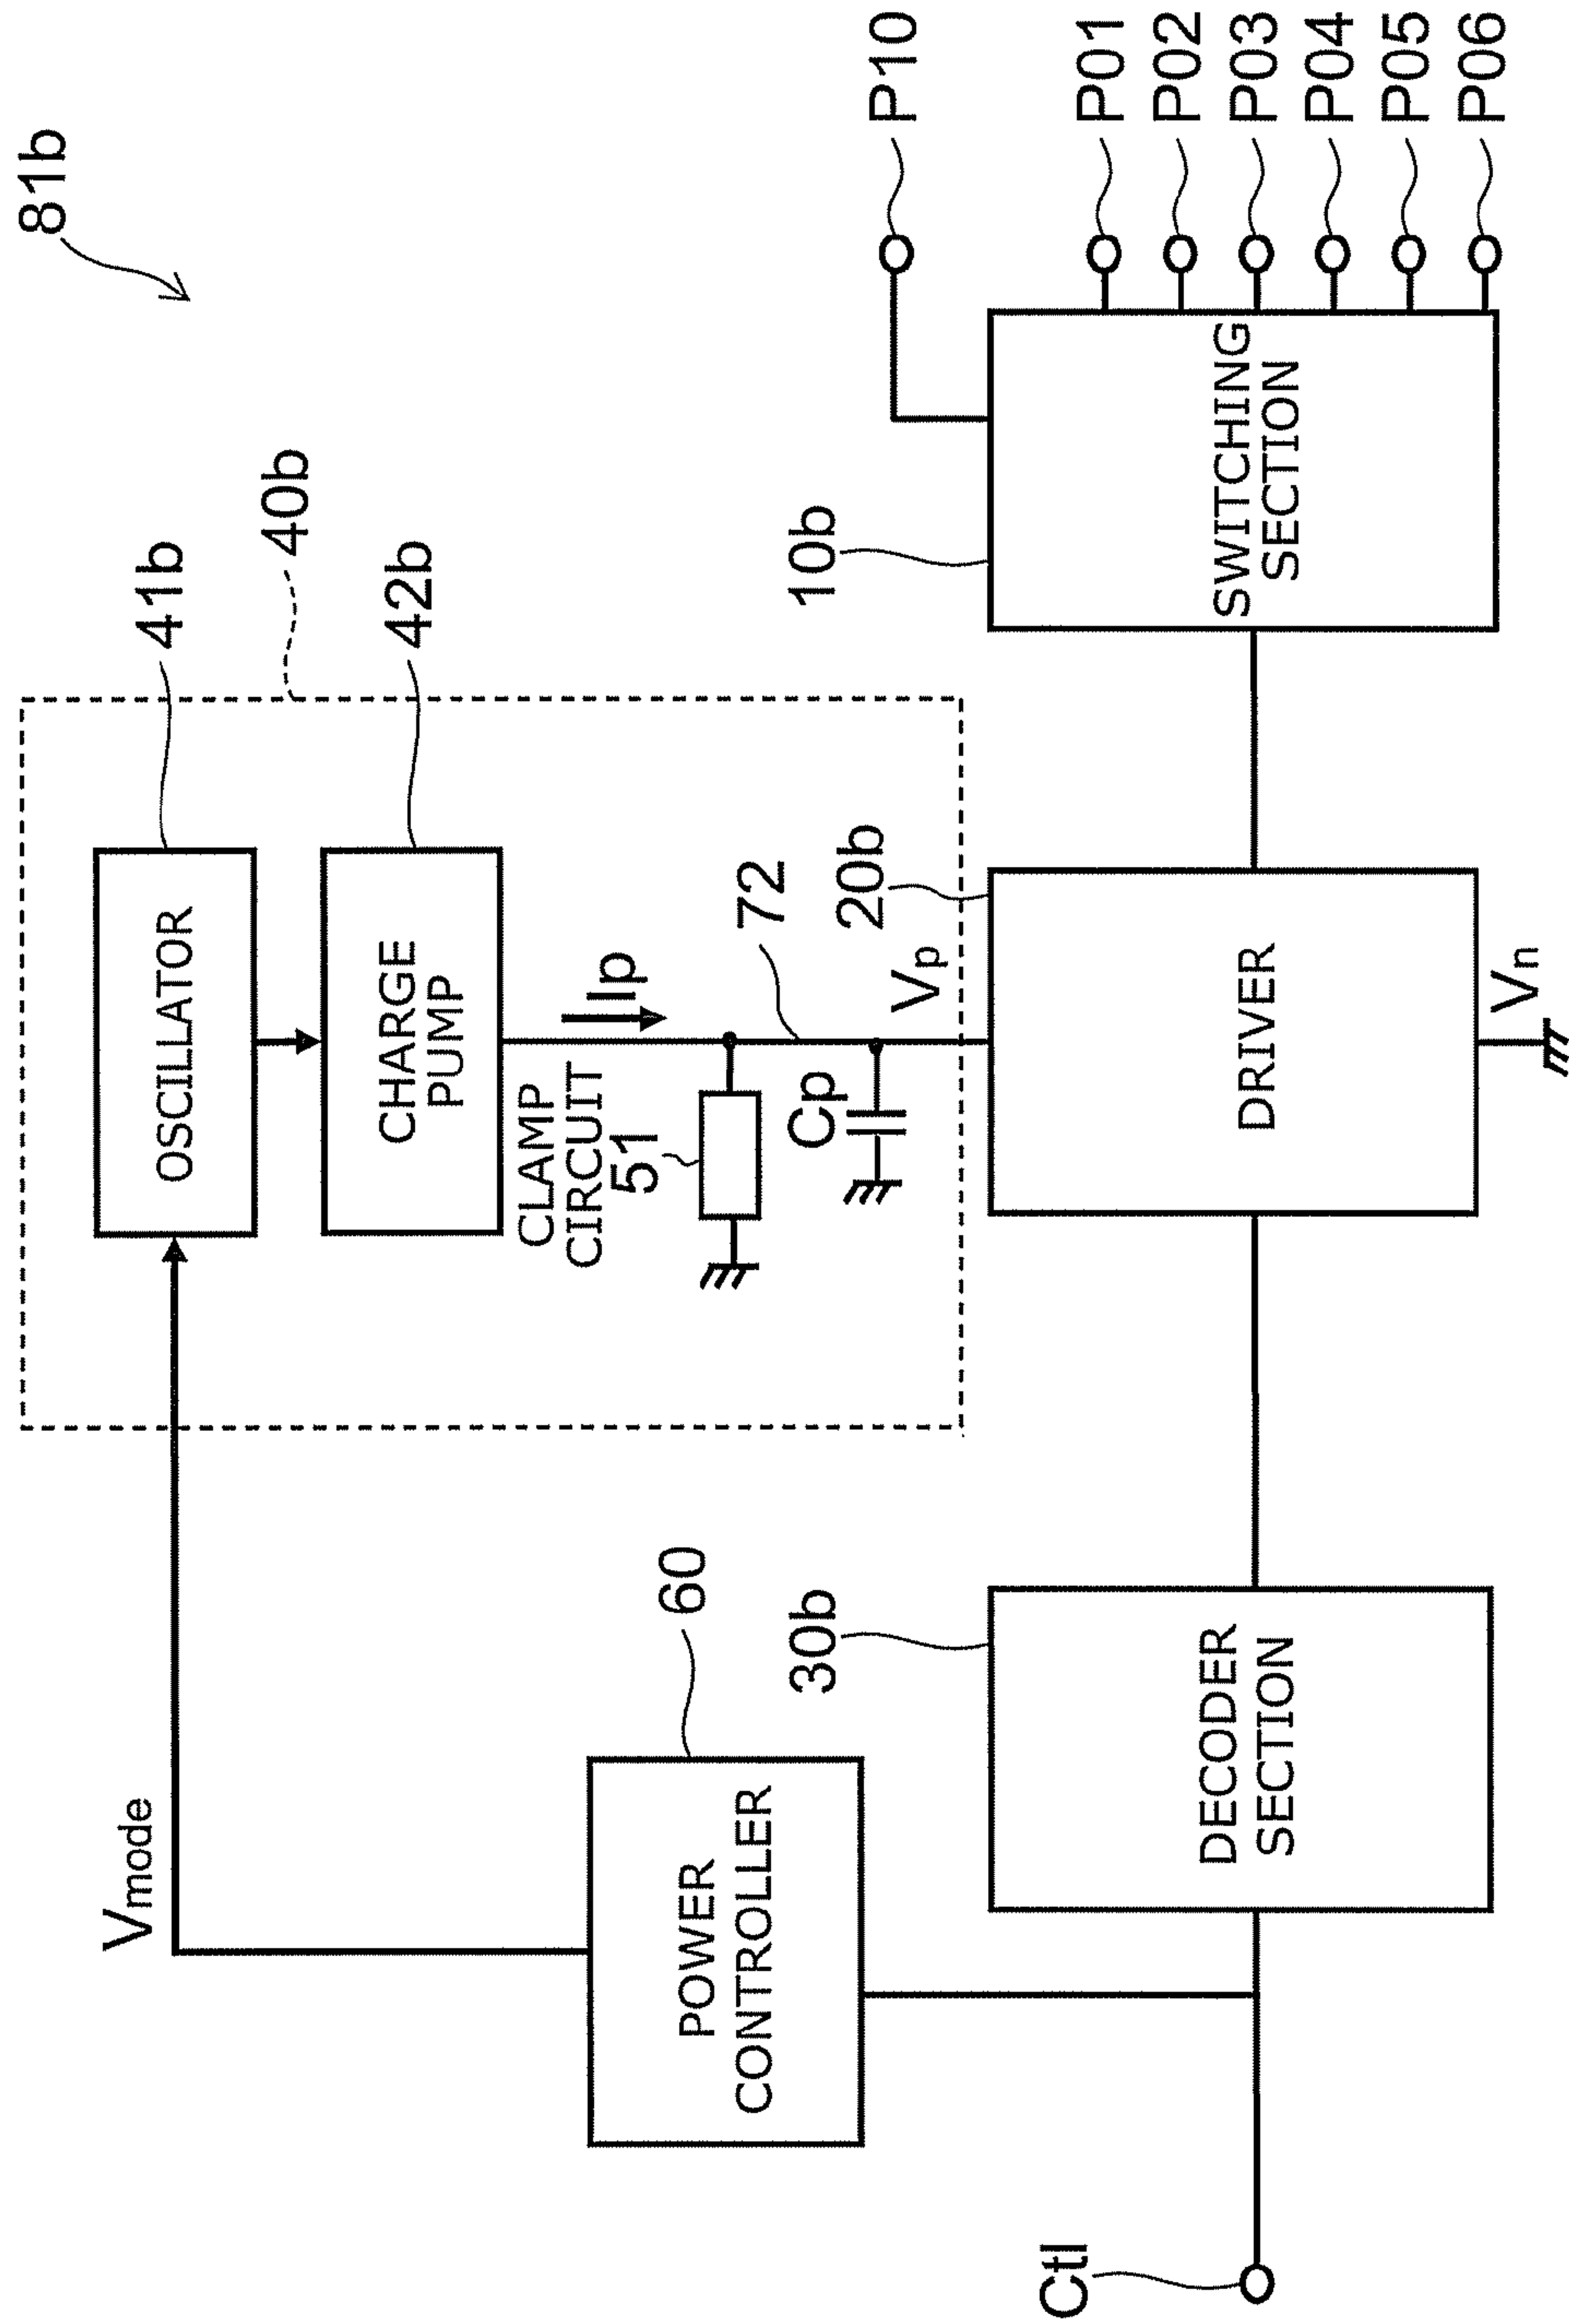 81b
41b
40b
42b
OSCILLATOR
CHARGE
PUMP
Ip
CLAMP
CIRCUIT
51
72
Cp
Vp
Vmode
60
POWER
CONTROLLER
30b
DECODER
SECTION
20b
DRIVER
Vn
10b
SWITCHING
SECTION
P10
P01
P02
P03
P04
P05
P06
Ctl